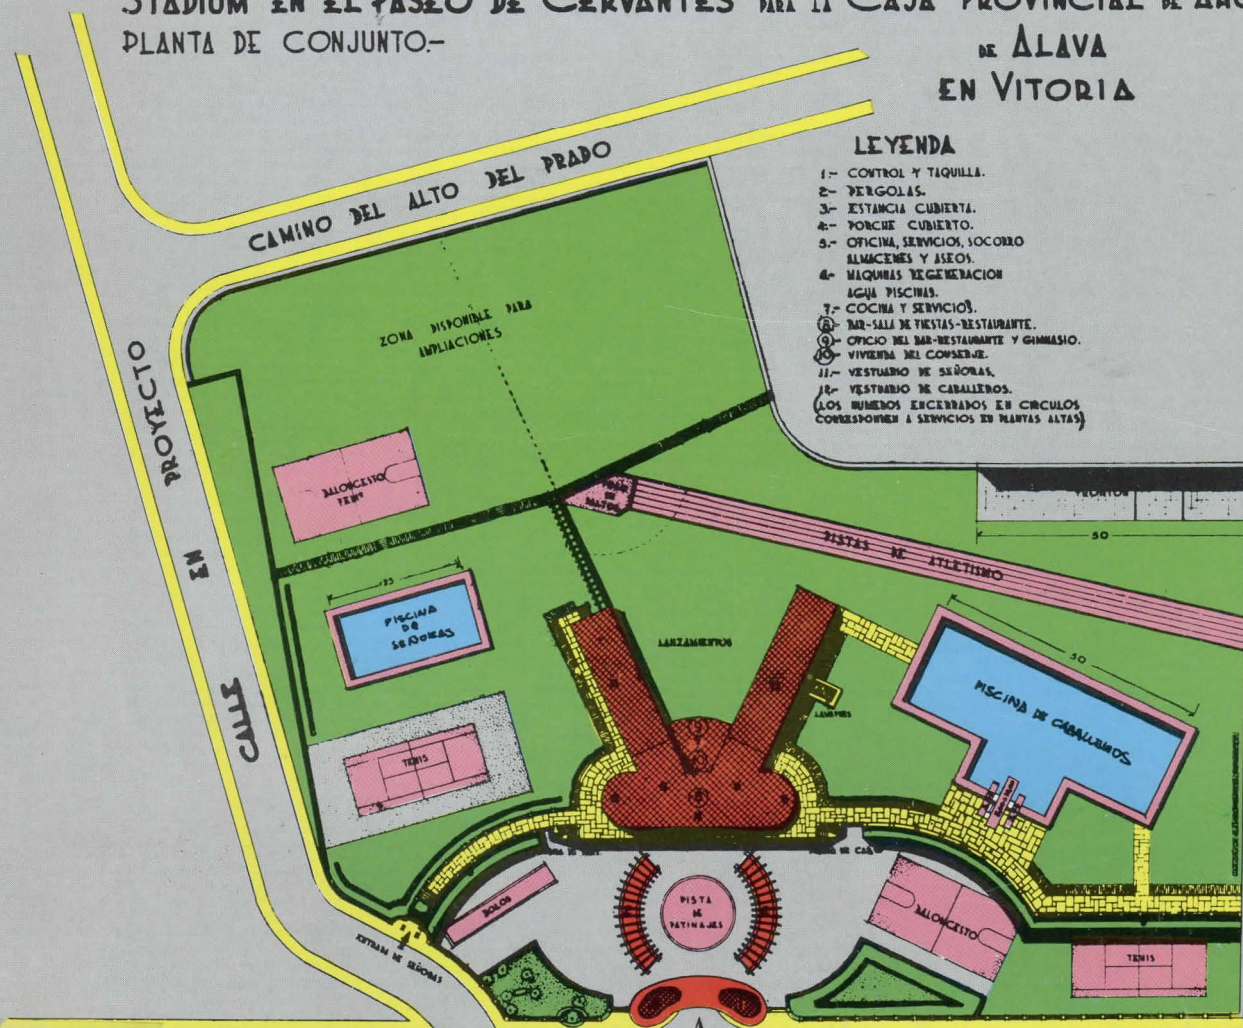 STADIUM EN EL PASEO DE CERVANTES PARA LA CAJA PROVINCIAL DE
PLANTA DE CONJUNTO.-
DE ALAVA
EN VITORIA
LEYENDA
1.- CONTROL Y TAQUILLA.
2- PERGOLAS.
3.- ESTANCIA CUBIERTA.
4.- PORCHE CUBIERTO.
5.- OFICINA, SERVICIOS, SOCORRO
ALMACENES Y ASEOS.
6- MAQUINAS REGENERACION
AGUA PISCINAS.
7.- COCINA Y SERVICIOS.
8- BAR-SALA DE FIESTAS-RESTAURANTE.
9- OFICIO DEL BAR-RESTAURANTE Y GIMNASIO.
10- VIVIENDA DEL CONSERJE.
11.- VESTUARIO DE SEÑORAS.
12- VESTUARIO DE CABALLEROS.
(LOS NUMEROS ENCERRADOS EN CIRCULOS
CORRESPONDEN A SERVICIOS EN PLANTAS ALTAS)
CAMINO DEL ALTO DEL PRADO
CALLE EN PROYECTO
ZONA DISPONIBLE PARA
AMPLIACIONES
BALONCESTO
TENIS
FRONTON
50
PISTAS DE ATLETISMO
25
PISCINA
DE
SEÑORAS
LANZAMIENTOS
50
PISCINA DE CABALLEROS
TENIS
BOLOS
PISTA
DE
PATINAJES
BALONCESTO
TENIS
ENTRADA DE SEÑORAS